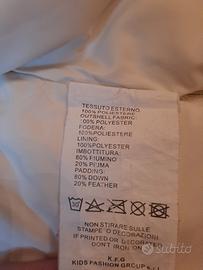 TESSUTO ESTERNO
100% POLIESTERE
OUTSHELL FABRIC:
100% POLYESTER
FODERA:
100% POLIESTERE
LINING:
100% POLYESTER
IMBOTTITURA:
80% PIUMINO
20% PIUMA
PADDING:
80% DOWN
20% FEATHER
30
NON STIRARE SULLE
STAMPE O DECORAZIONI
IF PRINTED OR DECORATED
DON'T IRON ON
K.F.G
KIDS FASHION GROUP
Subito